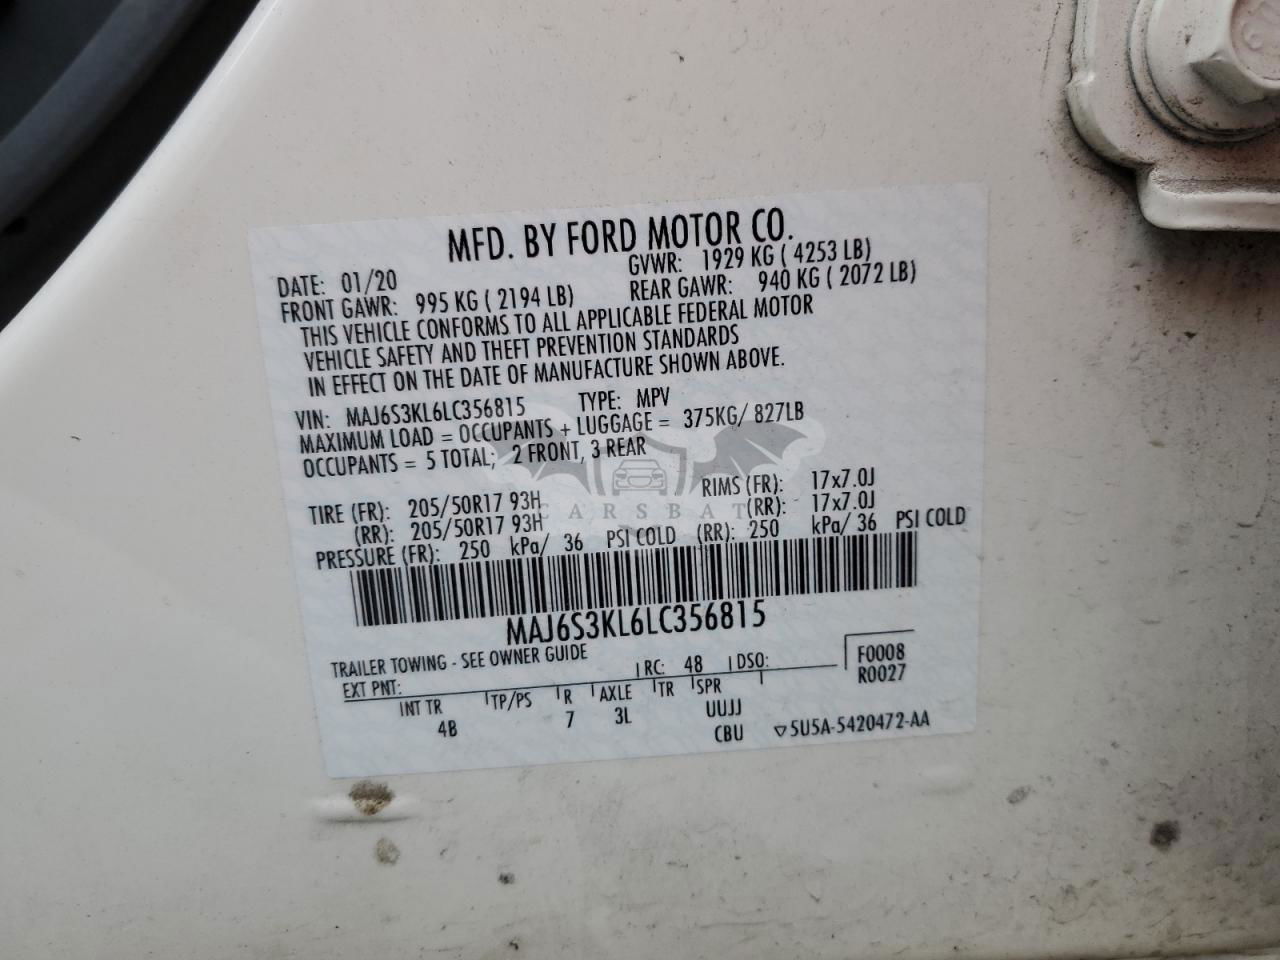 MFD. BY FORD MOTOR CO.
DATE: 01/20 GVWR: 1929 KG ( 4253 LB)
FRONT GAWR: 995 KG ( 2194 LB) REAR GAWR: 940 KG ( 2072 LB)
THIS VEHICLE CONFORMS TO ALL APPLICABLE FEDERAL MOTOR
VEHICLE SAFETY AND THEFT PREVENTION STANDARDS
IN EFFECT ON THE DATE OF MANUFACTURE SHOWN ABOVE.
VIN: MAJ6S3KL6LC356815 TYPE: MPV
MAXIMUM LOAD = OCCUPANTS + LUGGAGE = 375KG/ 827LB
OCCUPANTS = 5 TOTAL; 2 FRONT, 3 REAR
TIRE (FR): 205/50R17 93H RIMS (FR): 17x7.0J
(RR): 205/50R17 93H (RR): 17x7.0J
CARSBAT
PRESSURE (FR): 250 kPa/ 36 PSI COLD (RR): 250 kPa/ 36 PSI COLD
MAJ6S3KL6LC356815
TRAILER TOWING - SEE OWNER GUIDE
EXT PNT: RC: 48 DSO: F0008
R0027
INT TR TP/PS R AXLE TR SPR
4B 7 3L UUJJ
CBU ▽5U5A-5420472-AA